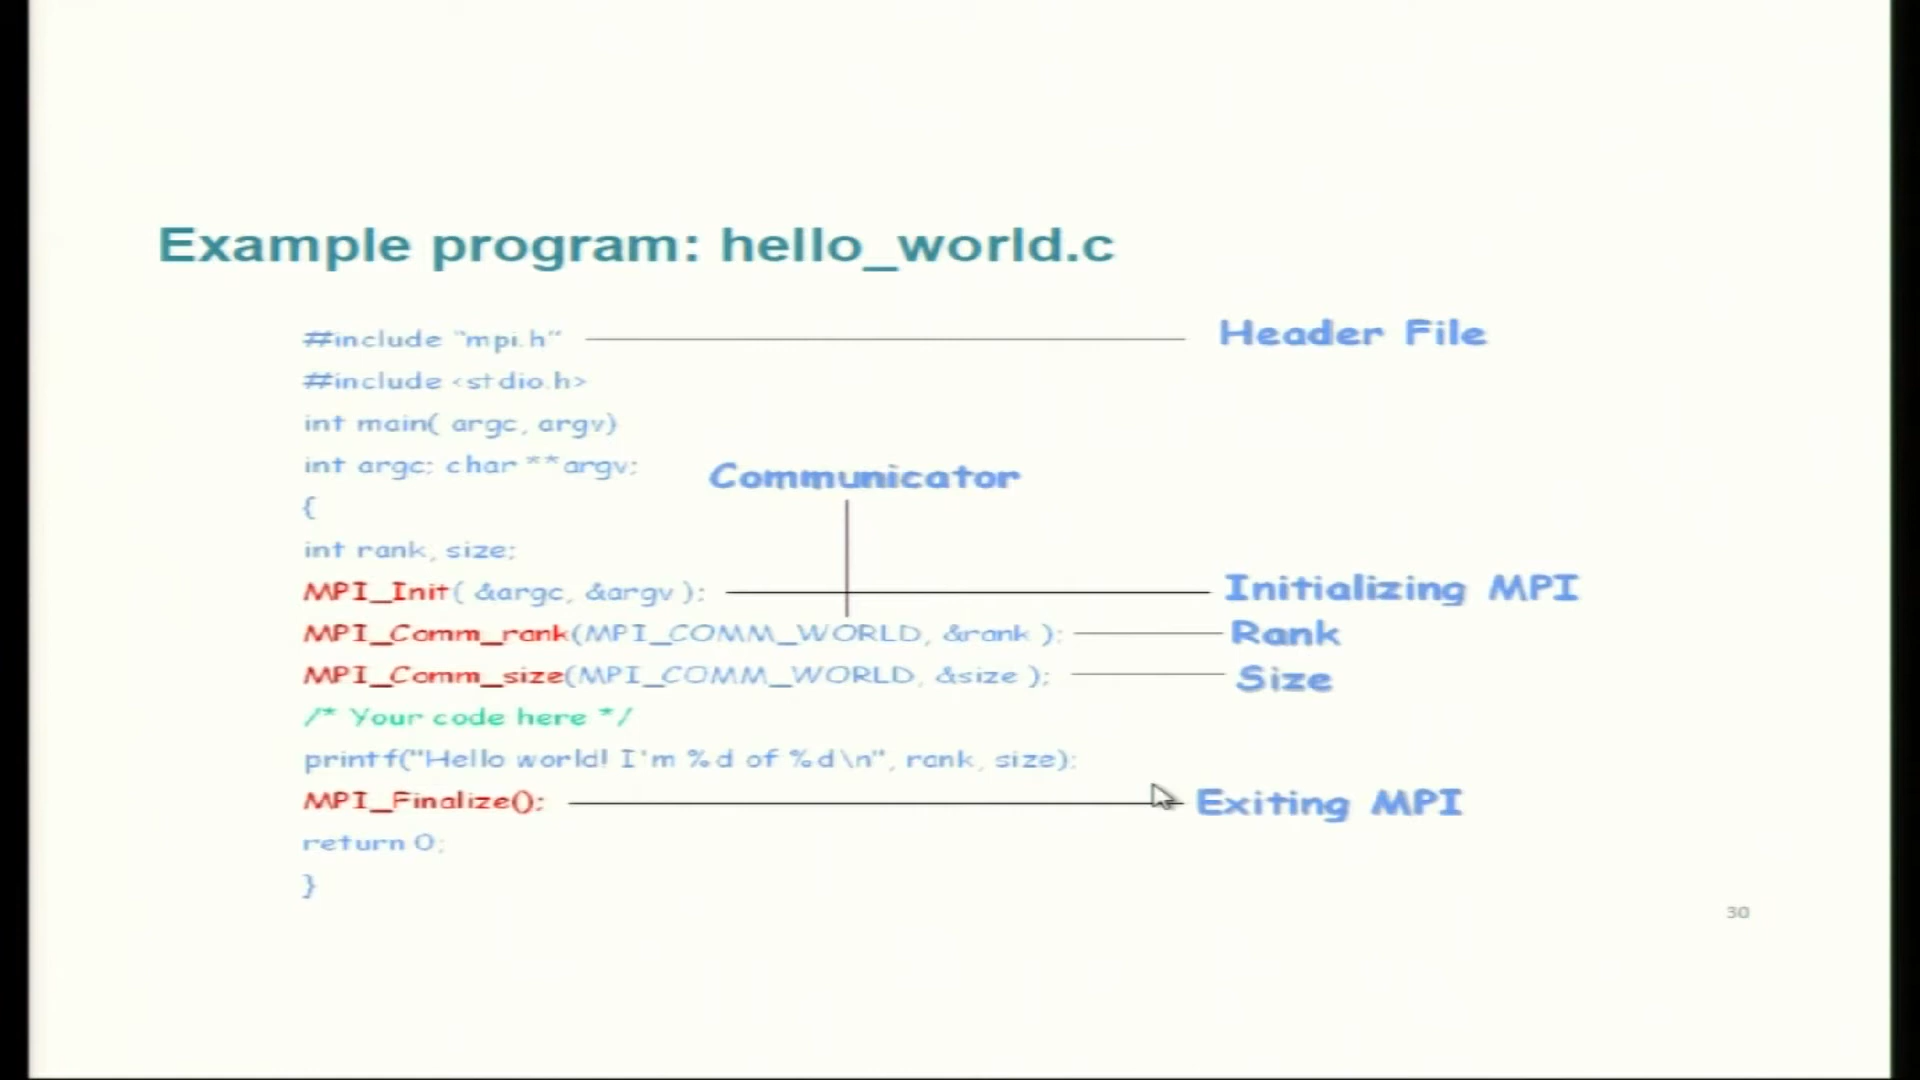 Example program: hello_world.c
#include "mpi.h" Header File
#include <stdio.h>
int main( argc, argv)
int argc; char **argv;
Communicator
{
int rank, size;
MPI_Init( &argc, &argv ); Initializing MPI
MPI_Comm_rank(MPI_COMM_WORLD, &rank ); Rank
MPI_Comm_size(MPI_COMM_WORLD, &size ); Size
/* Your code here */
printf("Hello world! I'm %d of %d\n", rank, size);
MPI_Finalize(); Exiting MPI
return 0;
}
30